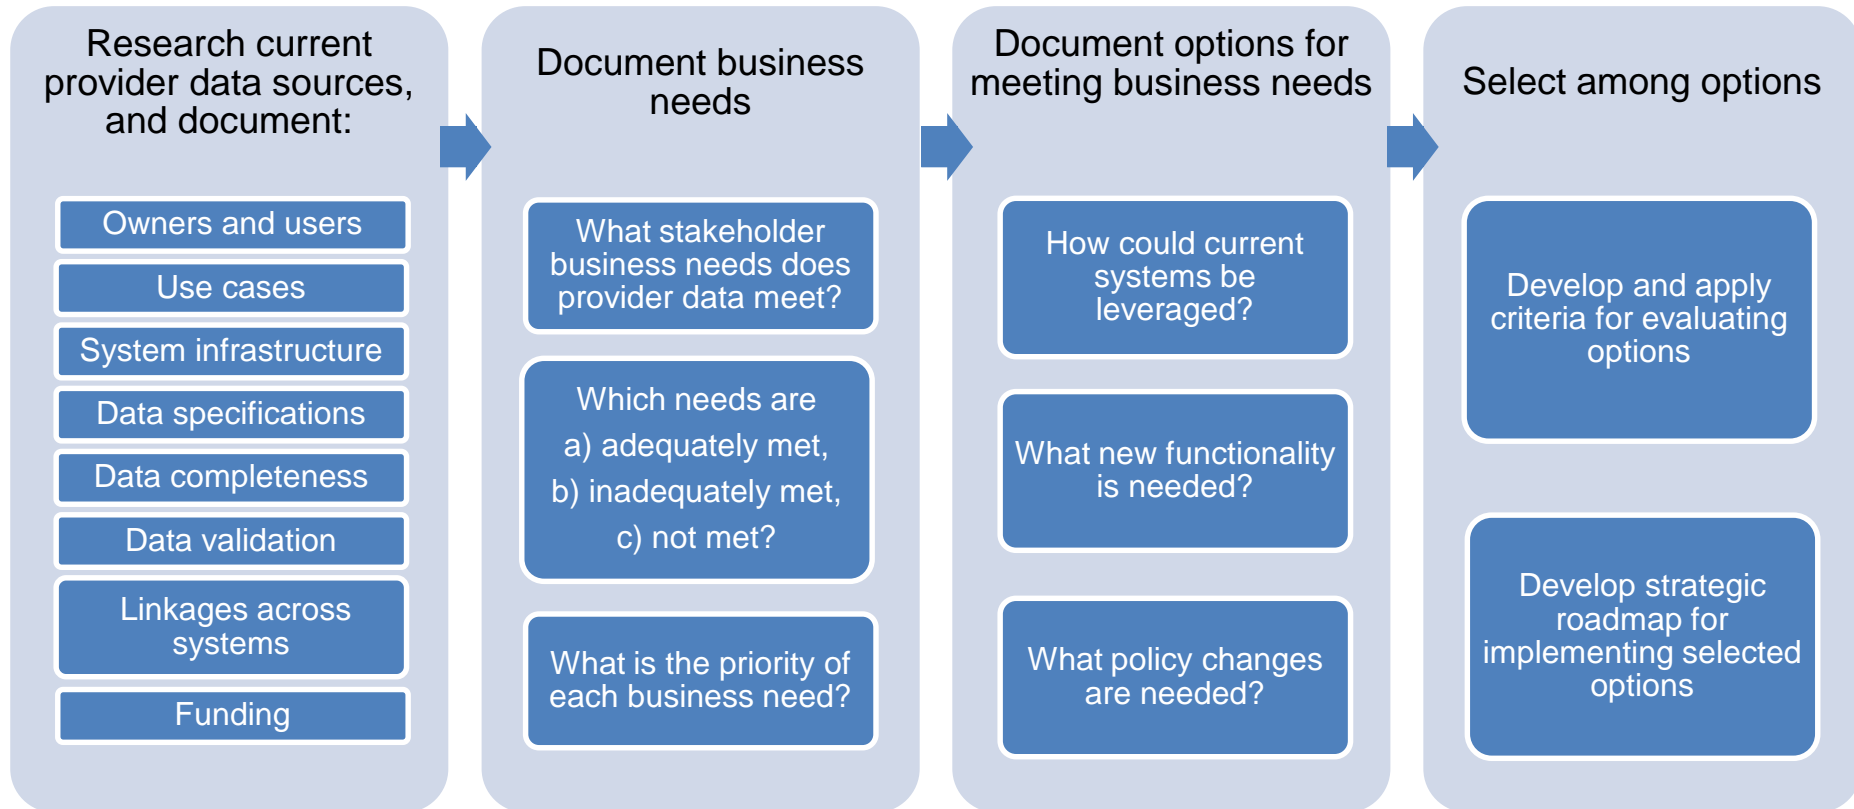 Research current
provider data sources,
and document:
Owners and users
Use cases
System infrastructure
Data specifications
Data completeness
Data validation
Linkages across
systems
Funding
Document business
needs
What stakeholder
business needs does
provider data meet?
Which needs are
a) adequately met,
b) inadequately met,
c) not met?
What is the priority of
each business need?
Document options for
meeting business needs
How could current
systems be
leveraged?
What new functionality
is needed?
What policy changes
are needed?
Select among options
Develop and apply
criteria for evaluating
options
Develop strategic
roadmap for
implementing selected
options